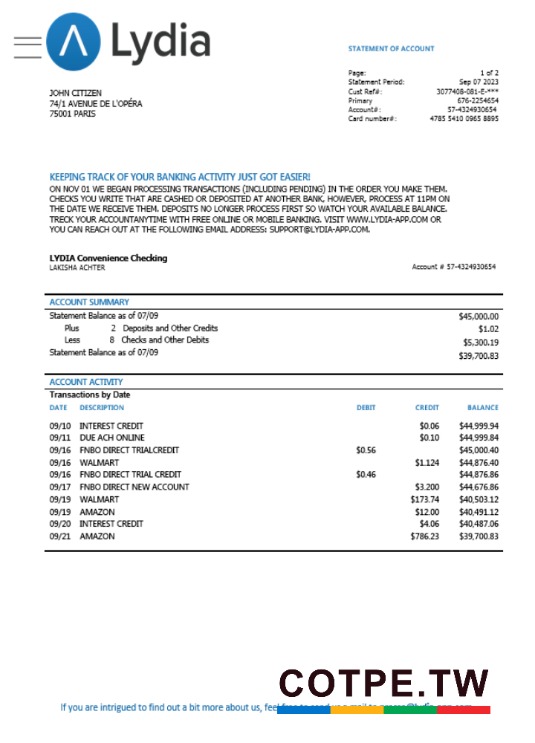 Lydia
STATEMENT OF ACCOUNT
Page: 1 of 2
Statement Period: Sep 07 2023
Cust Ref#: 3077408-081-E-***
Primary 676-2254654
Account#: 57-4324930654
Card number#: 4785 5410 0965 8895
JOHN CITIZEN
74/1 AVENUE DE L'OPÉRA
75001 PARIS
KEEPING TRACK OF YOUR BANKING ACTIVITY JUST GOT EASIER!
ON NOV 01 WE BEGAN PROCESSING TRANSACTIONS (INCLUDING PENDING) IN THE ORDER YOU MAKE THEM.
CHECKS YOU WRITE THAT ARE CASHED OR DEPOSITED AT ANOTHER BANK, HOWEVER, PROCESS AT 11PM ON
THE DATE WE RECEIVE THEM. DEPOSITS NO LONGER PROCESS FIRST SO WATCH YOUR AVAILABLE BALANCE.
TRECK YOUR ACCOUNTANYTIME WITH FREE ONLINE OR MOBILE BANKING. VISIT WWW.LYDIA-APP.COM OR
YOU CAN REACH OUT AT THE FOLLOWING EMAIL ADDRESS: SUPPORT@LYDIA-APP.COM.
LYDIA Convenience Checking
LAKISHA ACHTER Account # 57-4324930654
ACCOUNT SUMMARY
Statement Balance as of 07/09 $45,000.00
Plus 2 Deposits and Other Credits $1.02
Less 8 Checks and Other Debits $5,300.19
Statement Balance as of 07/09 $39,700.83
ACCOUNT ACTIVITY
Transactions by Date
DATE DESCRIPTION DEBIT CREDIT BALANCE
09/10 INTEREST CREDIT $0.06 $44,999.94
09/11 DUE ACH ONLINE $0.10 $44,999.84
09/16 FNBO DIRECT TRIALCREDIT $0.56 $45,000.40
09/16 WALMART $1.124 $44,876.40
09/16 FNBO DIRECT TRIAL CREDIT $0.46 $44,876.86
09/17 FNBO DIRECT NEW ACCOUNT $3.200 $44,676.86
09/19 WALMART $173.74 $40,503.12
09/19 AMAZON $12.00 $40,491.12
09/20 INTEREST CREDIT $4.06 $40,487.06
09/21 AMAZON $786.23 $39,700.83
COTPE.TW
If you are intrigued to find out a bit more about us,